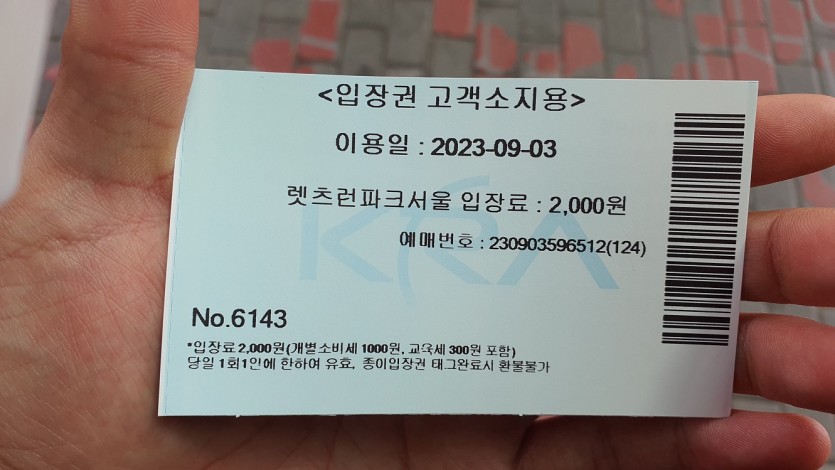 <입장권 고객소지용>
이용일 : 2023-09-03
렛츠런파크서울 입장료 : 2,000원
KRA
예매번호 : 230903596512(124)
No.6143
*입장료 2,000원(개별소비세 1000원, 교육세 300원 포함)
당일 1회1인에 한하여 유효, 종이입장권 태그완료시 환불불가